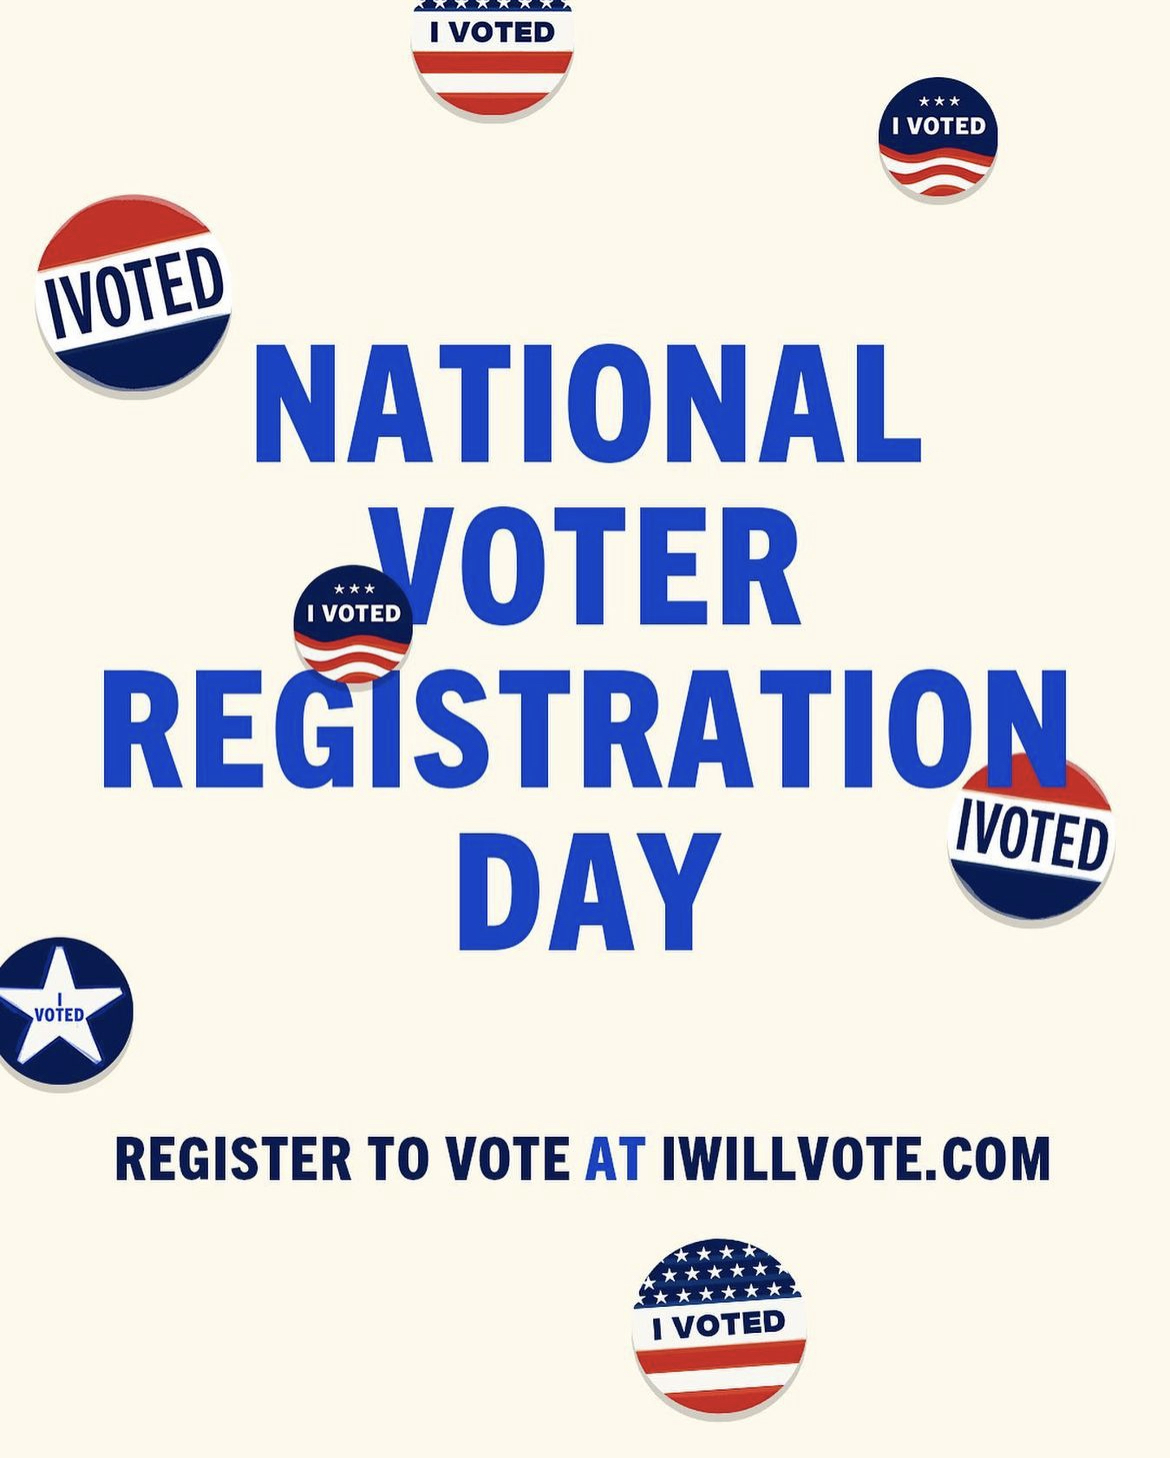 I VOTED
I VOTED
IVOTED
NATIONAL
VOTER
I VOTED
REGISTRATION
IVOTED
DAY
I
VOTED
REGISTER TO VOTE AT IWILLVOTE.COM
I VOTED